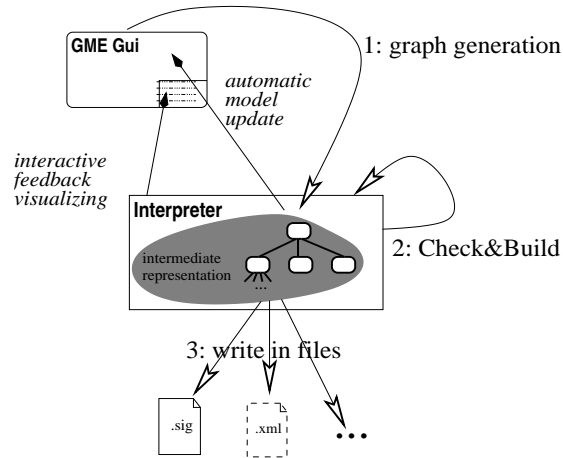 GME Gui
1: graph generation
automatic
model
update
interactive
feedback
visualizing
Interpreter
intermediate
representation
...
2: Check&Build
3: write in files
.sig
.xml
...